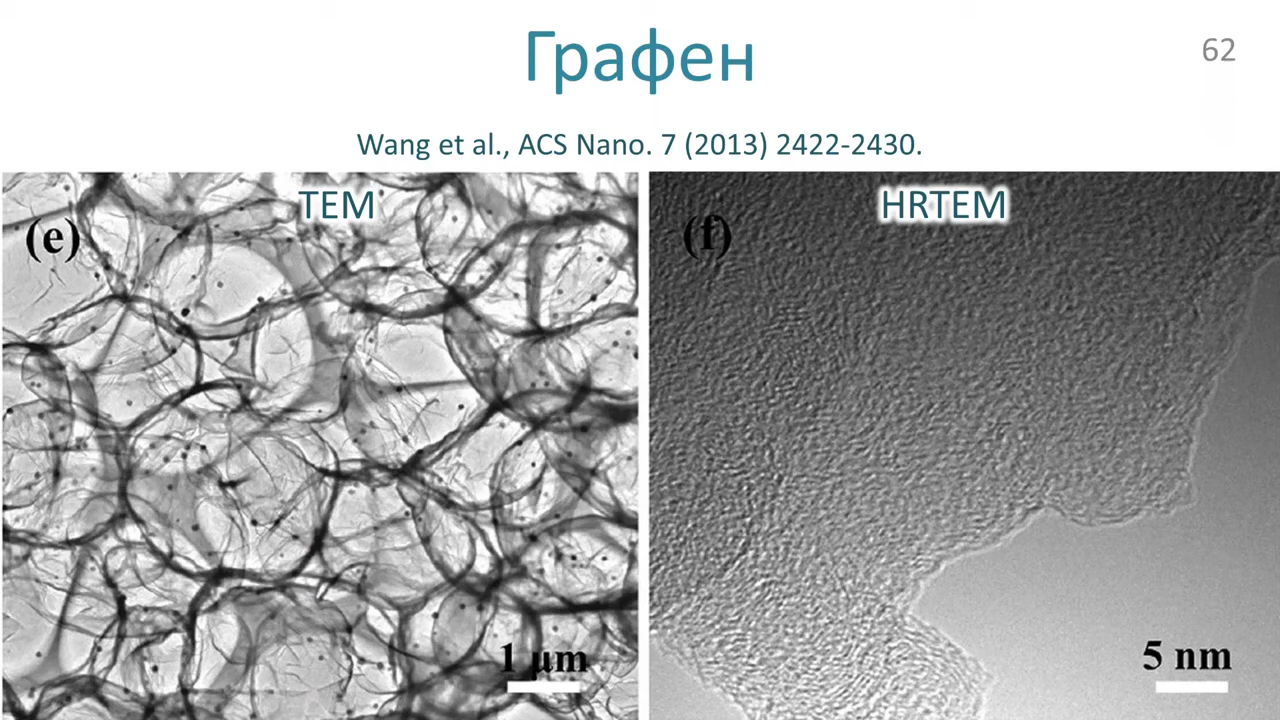 Графен
62
Wang et al., ACS Nano. 7 (2013) 2422-2430.
TEM
(e)
1 μm
HRTEM
(f)
5 nm